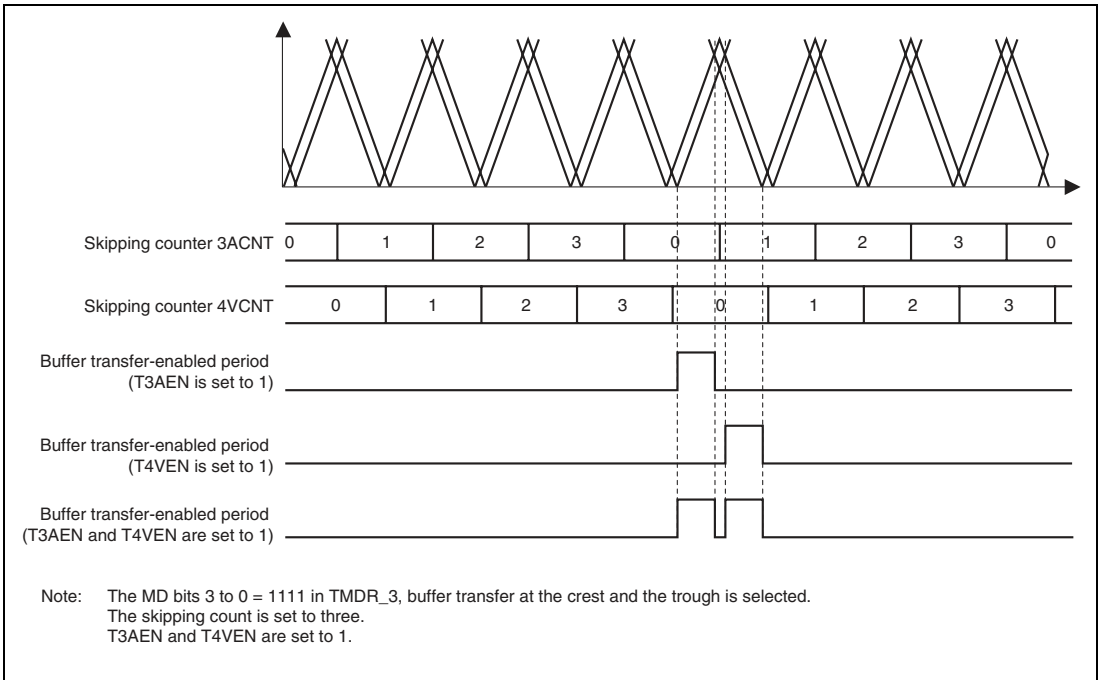 Skipping counter 3ACNT 0 1 2 3 0 1 2 3 0
Skipping counter 4VCNT 0 1 2 3 0 1 2 3
Buffer transfer-enabled period
(T3AEN is set to 1)
Buffer transfer-enabled period
(T4VEN is set to 1)
Buffer transfer-enabled period
(T3AEN and T4VEN are set to 1)
Note: The MD bits 3 to 0 = 1111 in TMDR_3, buffer transfer at the crest and the trough is selected.
The skipping count is set to three.
T3AEN and T4VEN are set to 1.